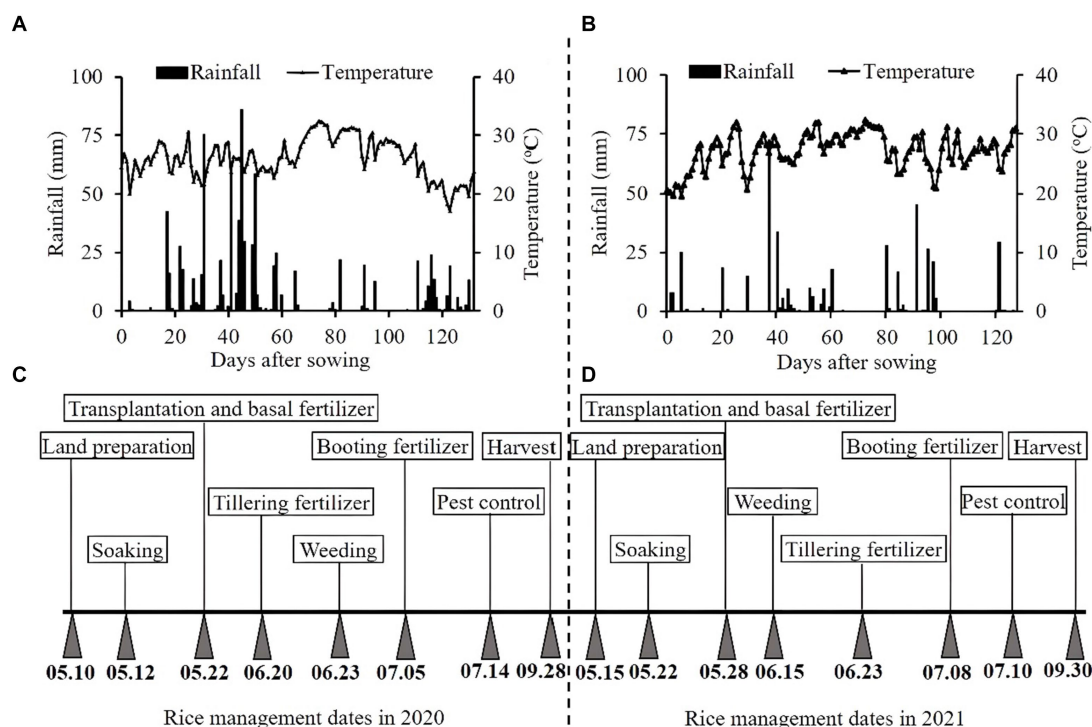 A
B
Rainfall Temperature
Rainfall Temperature
100
75
50
25
0
Rainfall (mm)
40
30
20
10
0
Temperature (°C)
0 20 40 60 80 100 120
Days after sowing
100
75
50
25
0
Rainfall (mm)
40
30
20
10
0
Temperature (°C)
0 20 40 60 80 100 120
Days after sowing
C
Transplantation and basal fertilizer
Land preparation
Booting fertilizer
Harvest
Tillering fertilizer
Pest control
Soaking
Weeding
05.10 05.12 05.22 06.20 06.23 07.05 07.14 09.28
Rice management dates in 2020
D
Transplantation and basal fertilizer
Land preparation
Booting fertilizer
Harvest
Weeding
Pest control
Soaking
Tillering fertilizer
05.15 05.22 05.28 06.15 06.23 07.08 07.10 09.30
Rice management dates in 2021